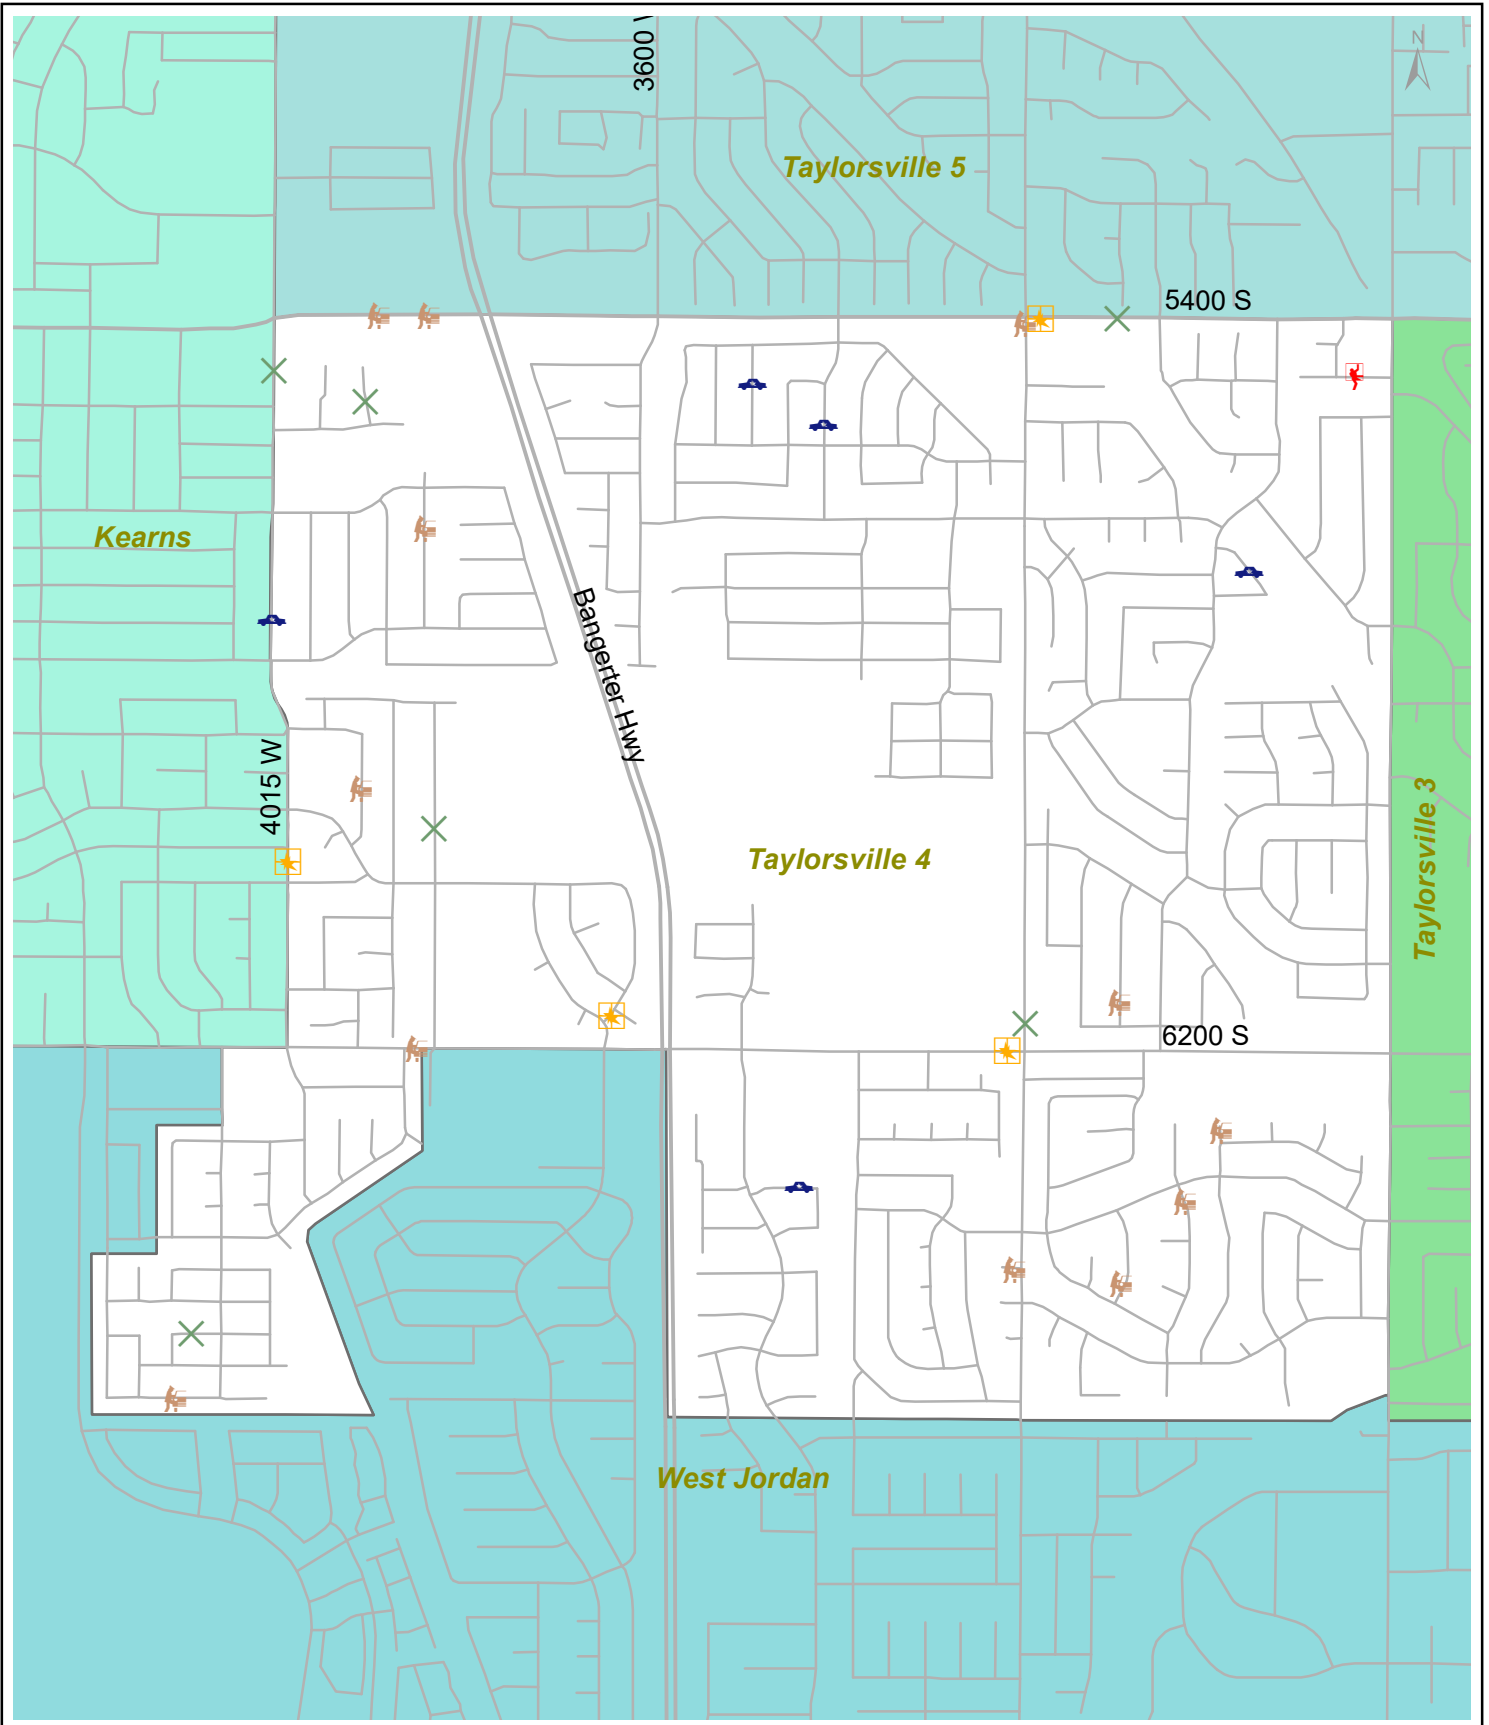 3600 W
N
Taylorsville 5
5400 S
Kearns
Bangerter Hwy
4015 W
Taylorsville 3
Taylorsville 4
6200 S
West Jordan